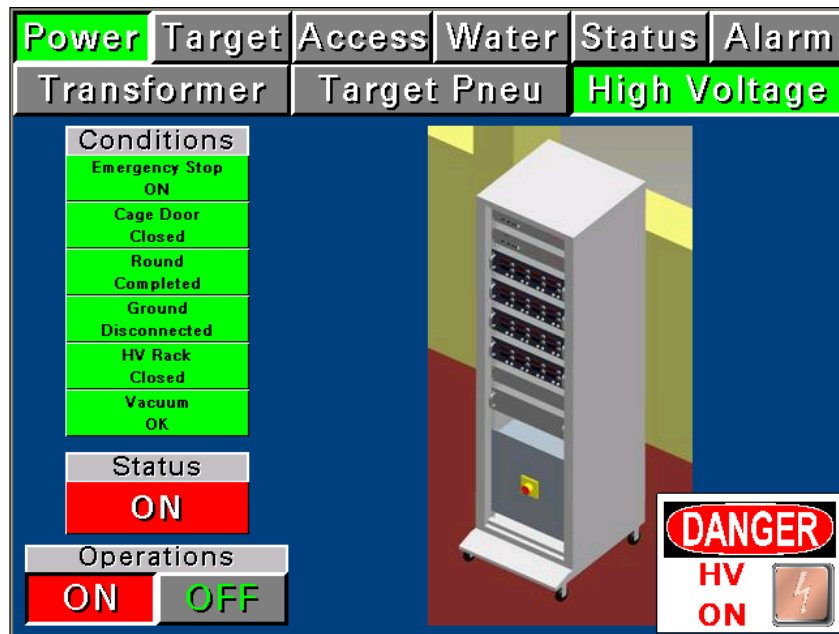 Power Target Access Water Status Alarm
Transformer Target Pneu High Voltage
Conditions
Emergency Stop
ON
Cage Door
Closed
Round
Completed
Ground
Disconnected
HV Rack
Closed
Vacuum
OK
Status
ON
Operations
ON OFF
DANGER
HV
ON